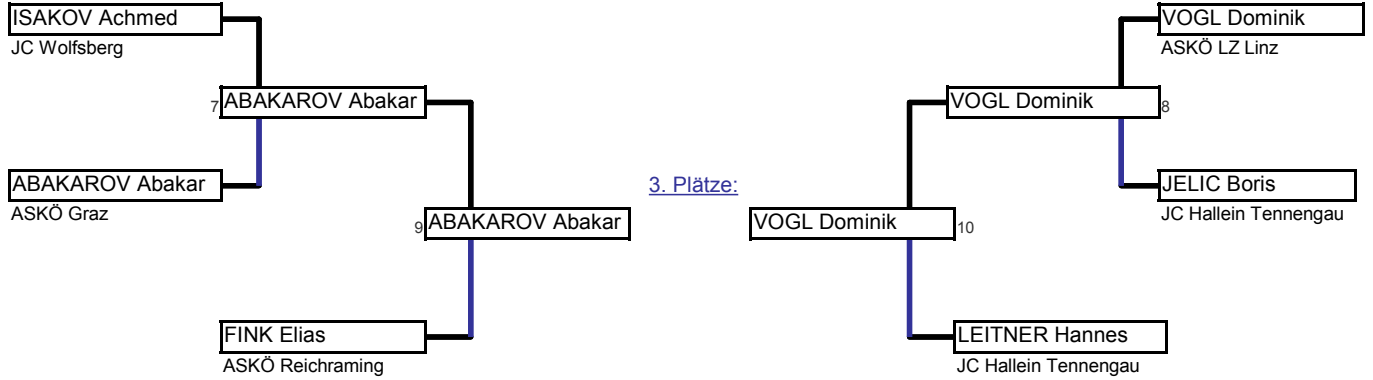 ISAKOV Achmed
JC Wolfsberg
7
ABAKAROV Abakar
ABAKAROV Abakar
ASKÖ Graz
9
ABAKAROV Abakar
FINK Elias
ASKÖ Reichraming
3. Plätze:
VOGL Dominik
ASKÖ LZ Linz
VOGL Dominik
8
JELIC Boris
JC Hallein Tennengau
VOGL Dominik
10
LEITNER Hannes
JC Hallein Tennengau